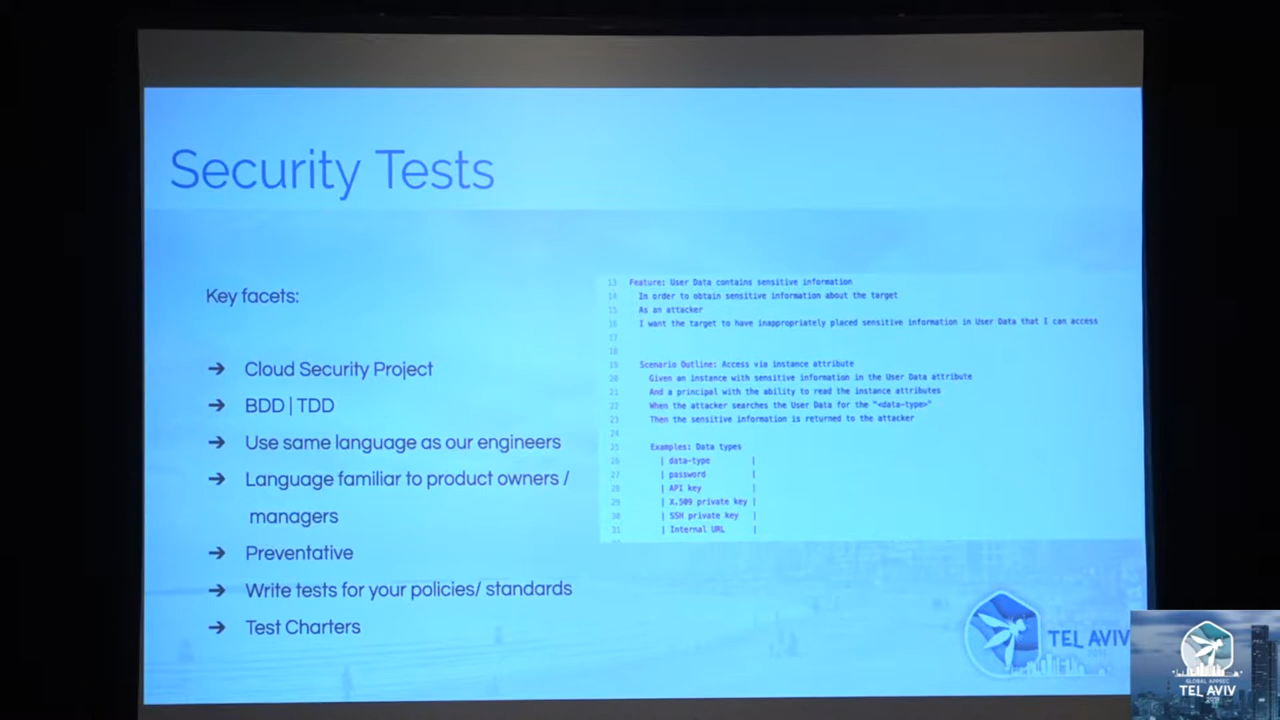 Security Tests
Key facets:
→ Cloud Security Project
→ BDD | TDD
→ Use same language as our engineers
→ Language familiar to product owners /
managers
→ Preventative
→ Write tests for your policies/ standards
→ Test Charters
13 Feature: User Data contains sensitive information
14 In order to obtain sensitive information about the target
15 As an attacker
16 I want the target to have inappropriately placed sensitive information in User Data that I can access
17
18
19 Scenario Outline: Access via instance attribute
20 Given an instance with sensitive information in the User Data attribute
21 And a principal with the ability to read the instance attributes
22 When the attacker searches the User Data for the "<data-type>"
23 Then the sensitive information is returned to the attacker
24
25 Examples: Data types
26 | data-type |
27 | password |
28 | API key |
29 | X.509 private key |
30 | SSH private key |
31 | Internal URL |
TEL AVIV
GLOBAL APPSEC
TEL AVIV